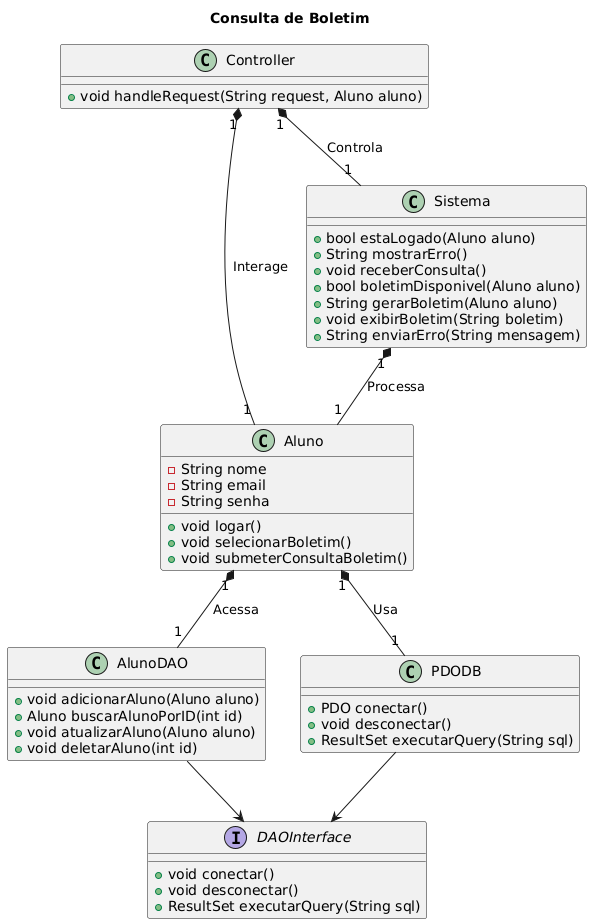 Consulta de Boletim
C Controller
void handleRequest(String request, Aluno aluno)
1
1
Controla
1
C Sistema
bool estaLogado(Aluno aluno)
String mostrarErro()
void receberConsulta()
bool boletimDisponivel(Aluno aluno)
String gerarBoletim(Aluno aluno)
void exibirBoletim(String boletim)
String enviarErro(String mensagem)
Interage
1
Processa
1
1
C Aluno
String nome
String email
String senha
void logar()
void selecionarBoletim()
void submeterConsultaBoletim()
1
1
Acessa
Usa
1
1
C AlunoDAO
void adicionarAluno(Aluno aluno)
Aluno buscarAlunoPorID(int id)
void atualizarAluno(Aluno aluno)
void deletarAluno(int id)
C PDODB
PDO conectar()
void desconectar()
ResultSet executarQuery(String sql)
I DAOInterface
void conectar()
void desconectar()
ResultSet executarQuery(String sql)